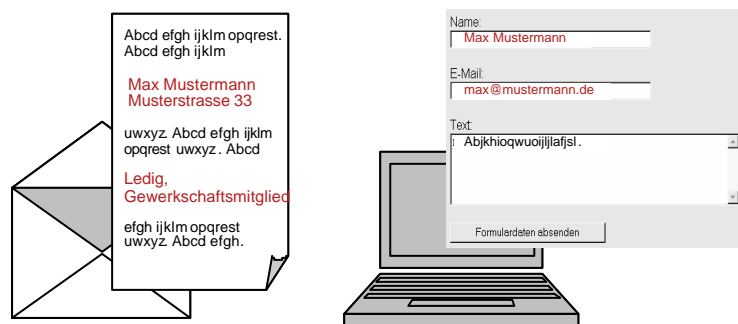 Abcd efgh ijklm opqrest.
Abcd efgh ijklm
Max Mustermann
Musterstrasse 33
uwxyz. Abcd efgh ijklm
opqrest uwxyz . Abcd
Ledig,
Gewerkschaftsmitglied
efgh ijklm opqrest
uwxyz. Abcd efgh.
Name:
Max Mustermann
E-Mail:
max@mustermann.de
Text:
Abjkhioqwuoijljlafjsl .
Formulardaten absenden